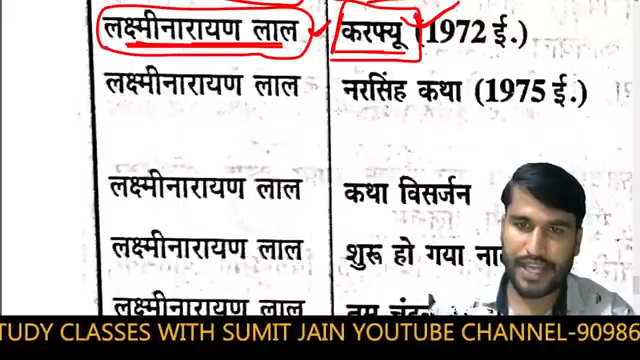 लक्ष्मीनारायण लाल करफ्यू (1972 ई.)
लक्ष्मीनारायण लाल नरसिंह कथा (1975 ई.)
लक्ष्मीनारायण लाल कथा विसर्जन
लक्ष्मीनारायण लाल शुरू हो गया
लक्ष्मीनारायण लाल
TUDY CLASSES WITH SUMIT JAIN YOUTUBE CHANNEL-90986